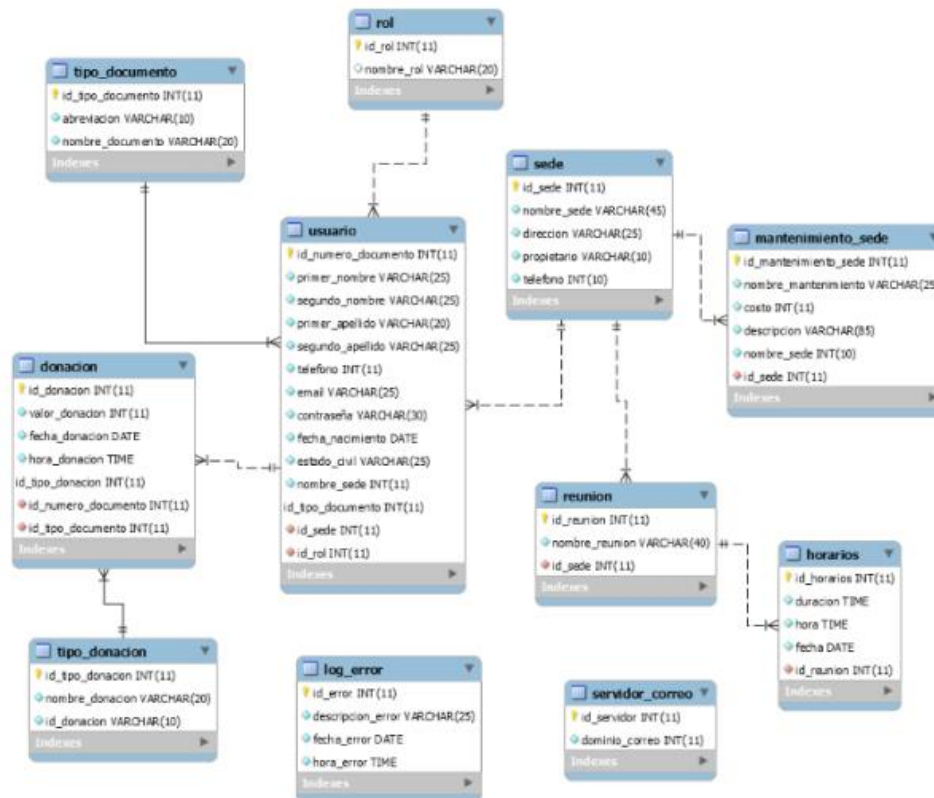 rol
id_rol INT(11)
nombre_rol VARCHAR(20)
Indexes
tipo_documento
id_tipo_documento INT(11)
abreviacion VARCHAR(10)
nombre_documento VARCHAR(20)
Indexes
sede
id_sede INT(11)
nombre_sede VARCHAR(45)
direccion VARCHAR(25)
propietario VARCHAR(10)
telefono INT(10)
Indexes
usuario
id_numero_documento INT(11)
primer_nombre VARCHAR(25)
segundo_nombre VARCHAR(25)
primer_apellido VARCHAR(20)
segundo_apellido VARCHAR(25)
telefono INT(11)
email VARCHAR(25)
contraseña VARCHAR(30)
fecha_nacimiento DATE
estado_civil VARCHAR(25)
nombre_sede INT(11)
id_tipo_documento INT(11)
id_sede INT(11)
id_rol INT(11)
Indexes
mantenimiento_sede
id_mantenimiento_sede INT(11)
nombre_mantenimiento VARCHAR(25
costo INT(11)
descripcion VARCHAR(85)
nombre_sede INT(10)
id_sede INT(11)
Indexes
donacion
id_donacion INT(11)
valor_donacion INT(11)
fecha_donacion DATE
hora_donacion TIME
id_tipo_donacion INT(11)
id_numero_documento INT(11)
id_tipo_documento INT(11)
Indexes
reunion
id_reunion INT(11)
nombre_reunion VARCHAR(40)
id_sede INT(11)
Indexes
horarios
id_horarios INT(11)
duracion TIME
hora TIME
fecha DATE
id_reunion INT(11)
Indexes
tipo_donacion
id_tipo_donacion INT(11)
nombre_donacion VARCHAR(20)
id_donacion VARCHAR(10)
Indexes
log_error
id_error INT(11)
descripcion_error VARCHAR(25)
fecha_error DATE
hora_error TIME
Indexes
servidor_correo
id_servidor INT(11)
dominio_correo INT(11)
Indexes